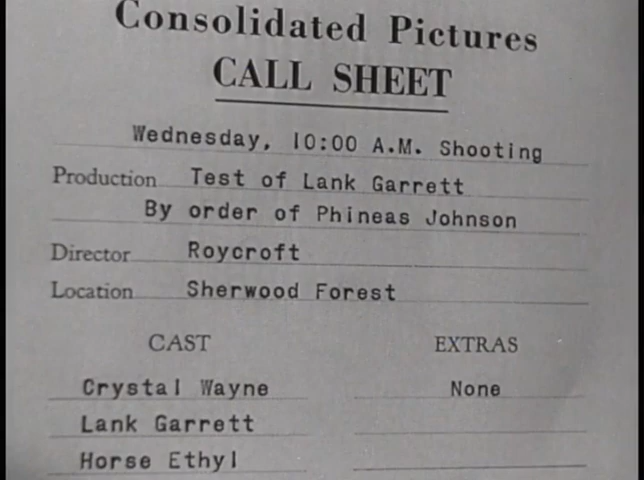 Consolidated Pictures
CALL SHEET
Wednesday, 10:00 A.M. Shooting
Production Test of Lank Garrett
By order of Phineas Johnson
Director Roycroft
Location Sherwood Forest
CAST EXTRAS
Crystal Wayne None
Lank Garrett
Horse Ethyl